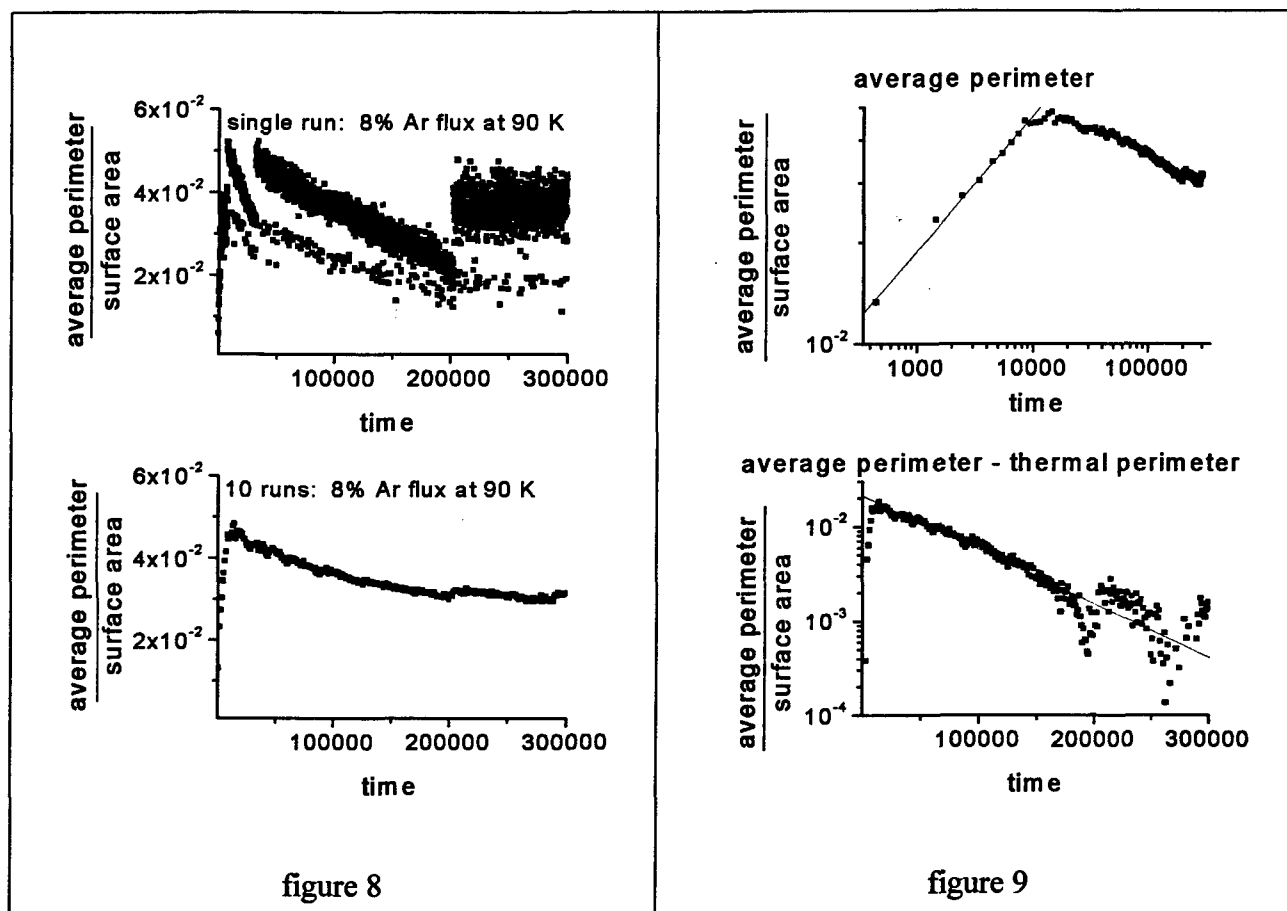 6x10-2
single run: 8% Ar flux at 90 K
4x10-2
2x10-2
average perimeter
surface area
100000 200000 300000
time
6x10-2
10 runs: 8% Ar flux at 90 K
4x10-2
2x10-2
average perimeter
surface area
100000 200000 300000
time
figure 8
average perimeter
average perimeter
surface area
10-2
1000 10000 100000
time
average perimeter - thermal perimeter
10-2
10-3
10-4
average perimeter
surface area
100000 200000 300000
time
figure 9